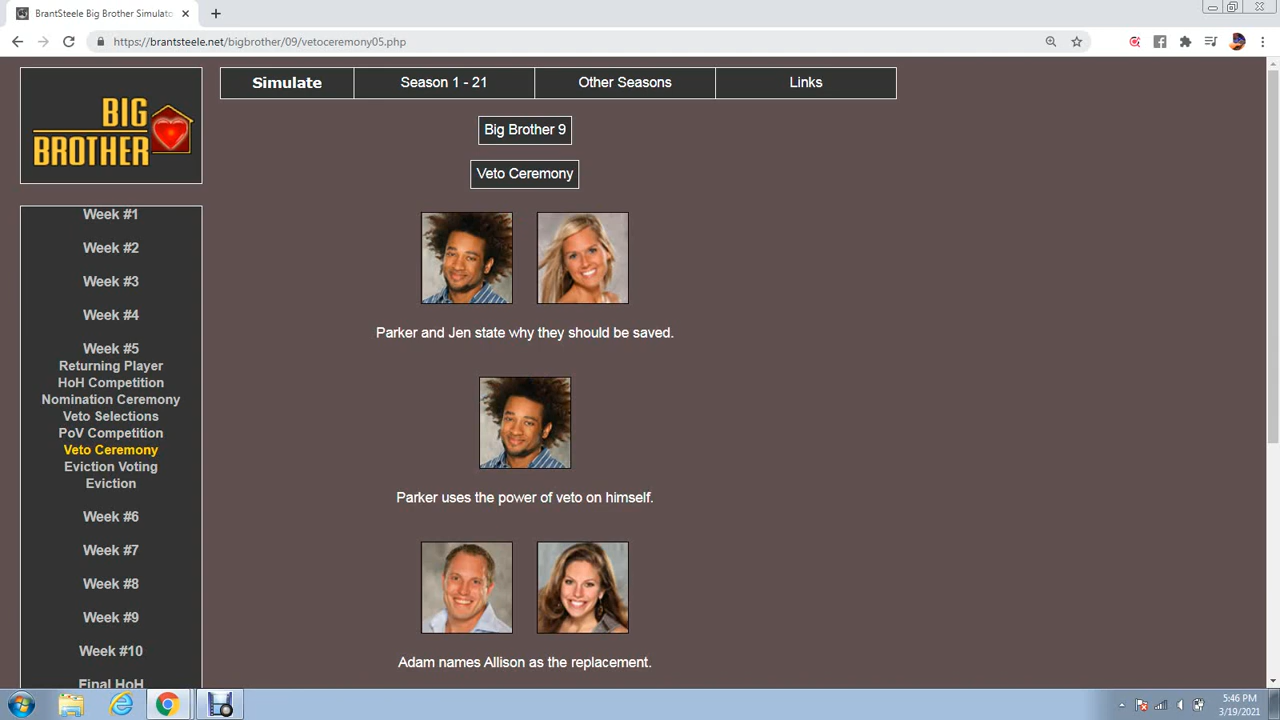 BrantSteele Big Brother Simulato
https://brantsteele.net/bigbrother/09/vetoceremony05.php
BIG
BROTHER
Simulate
Season 1 - 21
Other Seasons
Links
Big Brother 9
Veto Ceremony
Parker and Jen state why they should be saved.
Parker uses the power of veto on himself.
Adam names Allison as the replacement.
Week #1
Week #2
Week #3
Week #4
Week #5
Returning Player
HoH Competition
Nomination Ceremony
Veto Selections
PoV Competition
Veto Ceremony
Eviction Voting
Eviction
Week #6
Week #7
Week #8
Week #9
Week #10
Final HoH
5:46 PM
3/19/2021